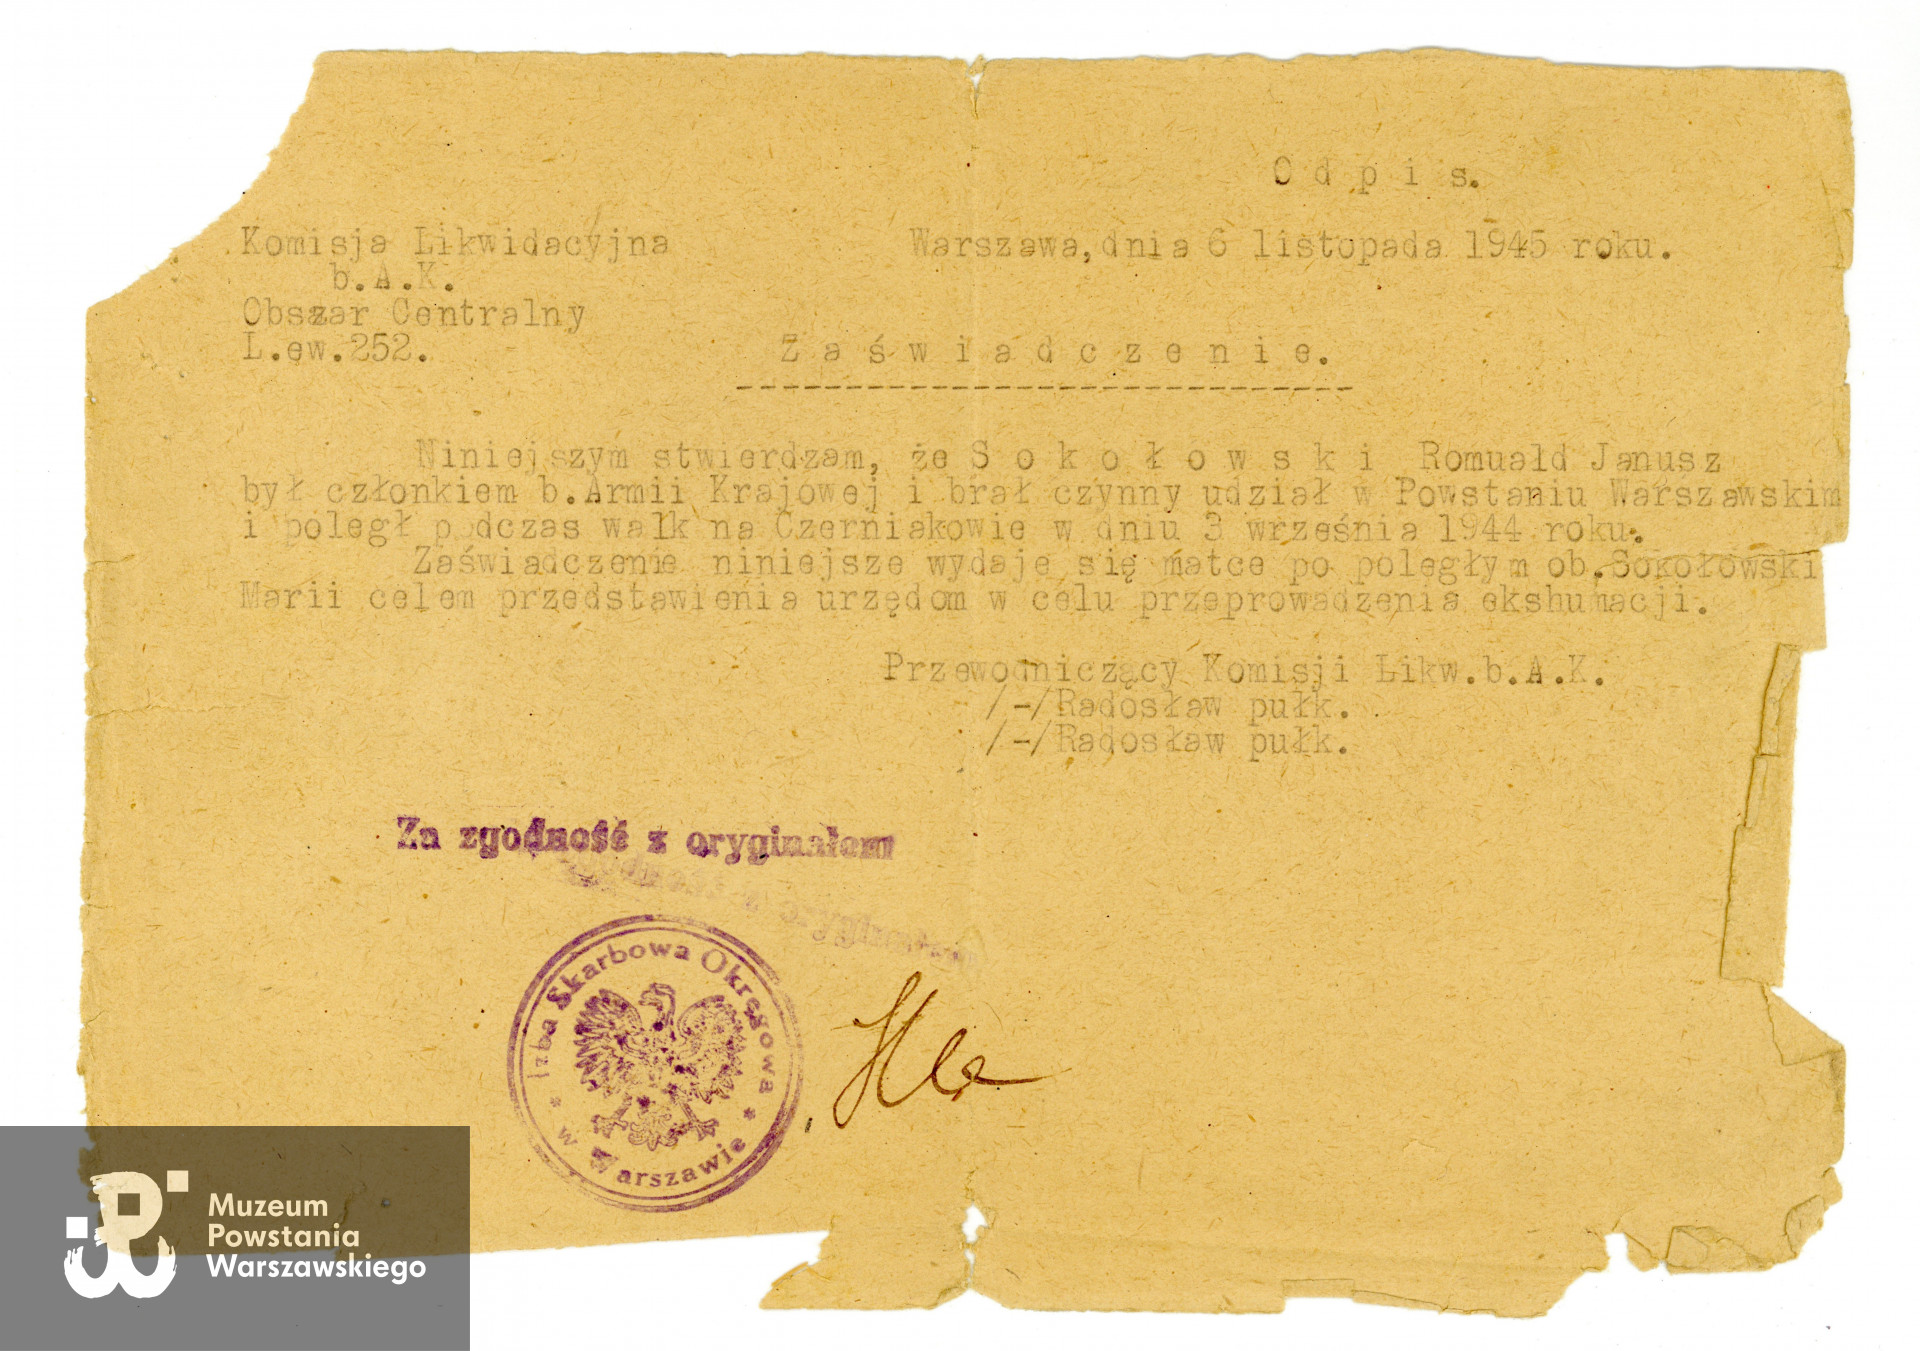 O d p i s.
Komisja Likwidacyjna
b.A.K.
Obszar Centralny
L.ew.252.
Warszawa,dnia 6 listopada 1945 roku.
Z a ś w i a d c z e n i e.
-----------------------------
Niniejszym stwierdzam, że S o k o ł o w s k i Romuald Janusz
był członkiem b.Armii Krajowej i brał czynny udział w Powstaniu Warszawskim
i poległ podczas walk na Czerniakowie w dniu 3 września 1944 roku.
Zaświadczenie niniejsze wydaje się matce po poległym ob.Sokołowski
Marii celem przedstawienia urzędom w celu przeprowadzenia ekshumacji.
Przewodniczący Komisji Likw.b.A.K.
/-/Radosław pułk.
/-/Radosław pułk.
Za zgodność z oryginałem
Izba Skarbowa Okręgowa
* w Warszawie *
Muzeum
Powstania
Warszawskiego